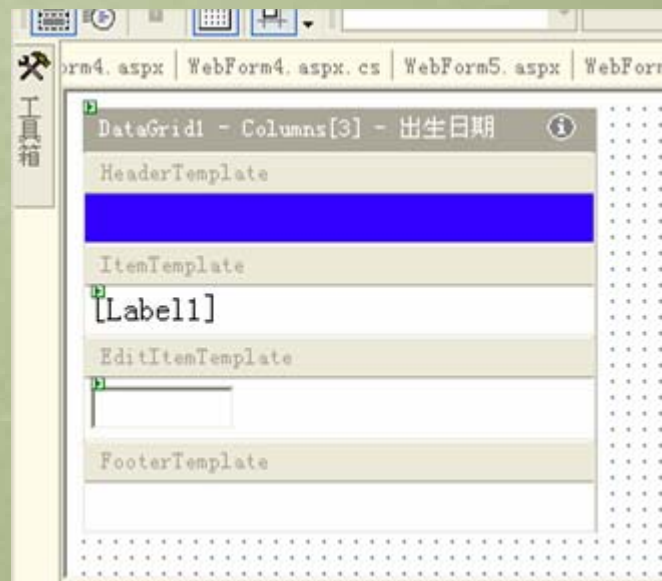 orm4.aspx | WebForm4.aspx.cs | WebForm5.aspx | WebForm
工具箱
DataGrid1 - Columns[3] - 出生日期
HeaderTemplate
ItemTemplate
[Label1]
EditItemTemplate
FooterTemplate